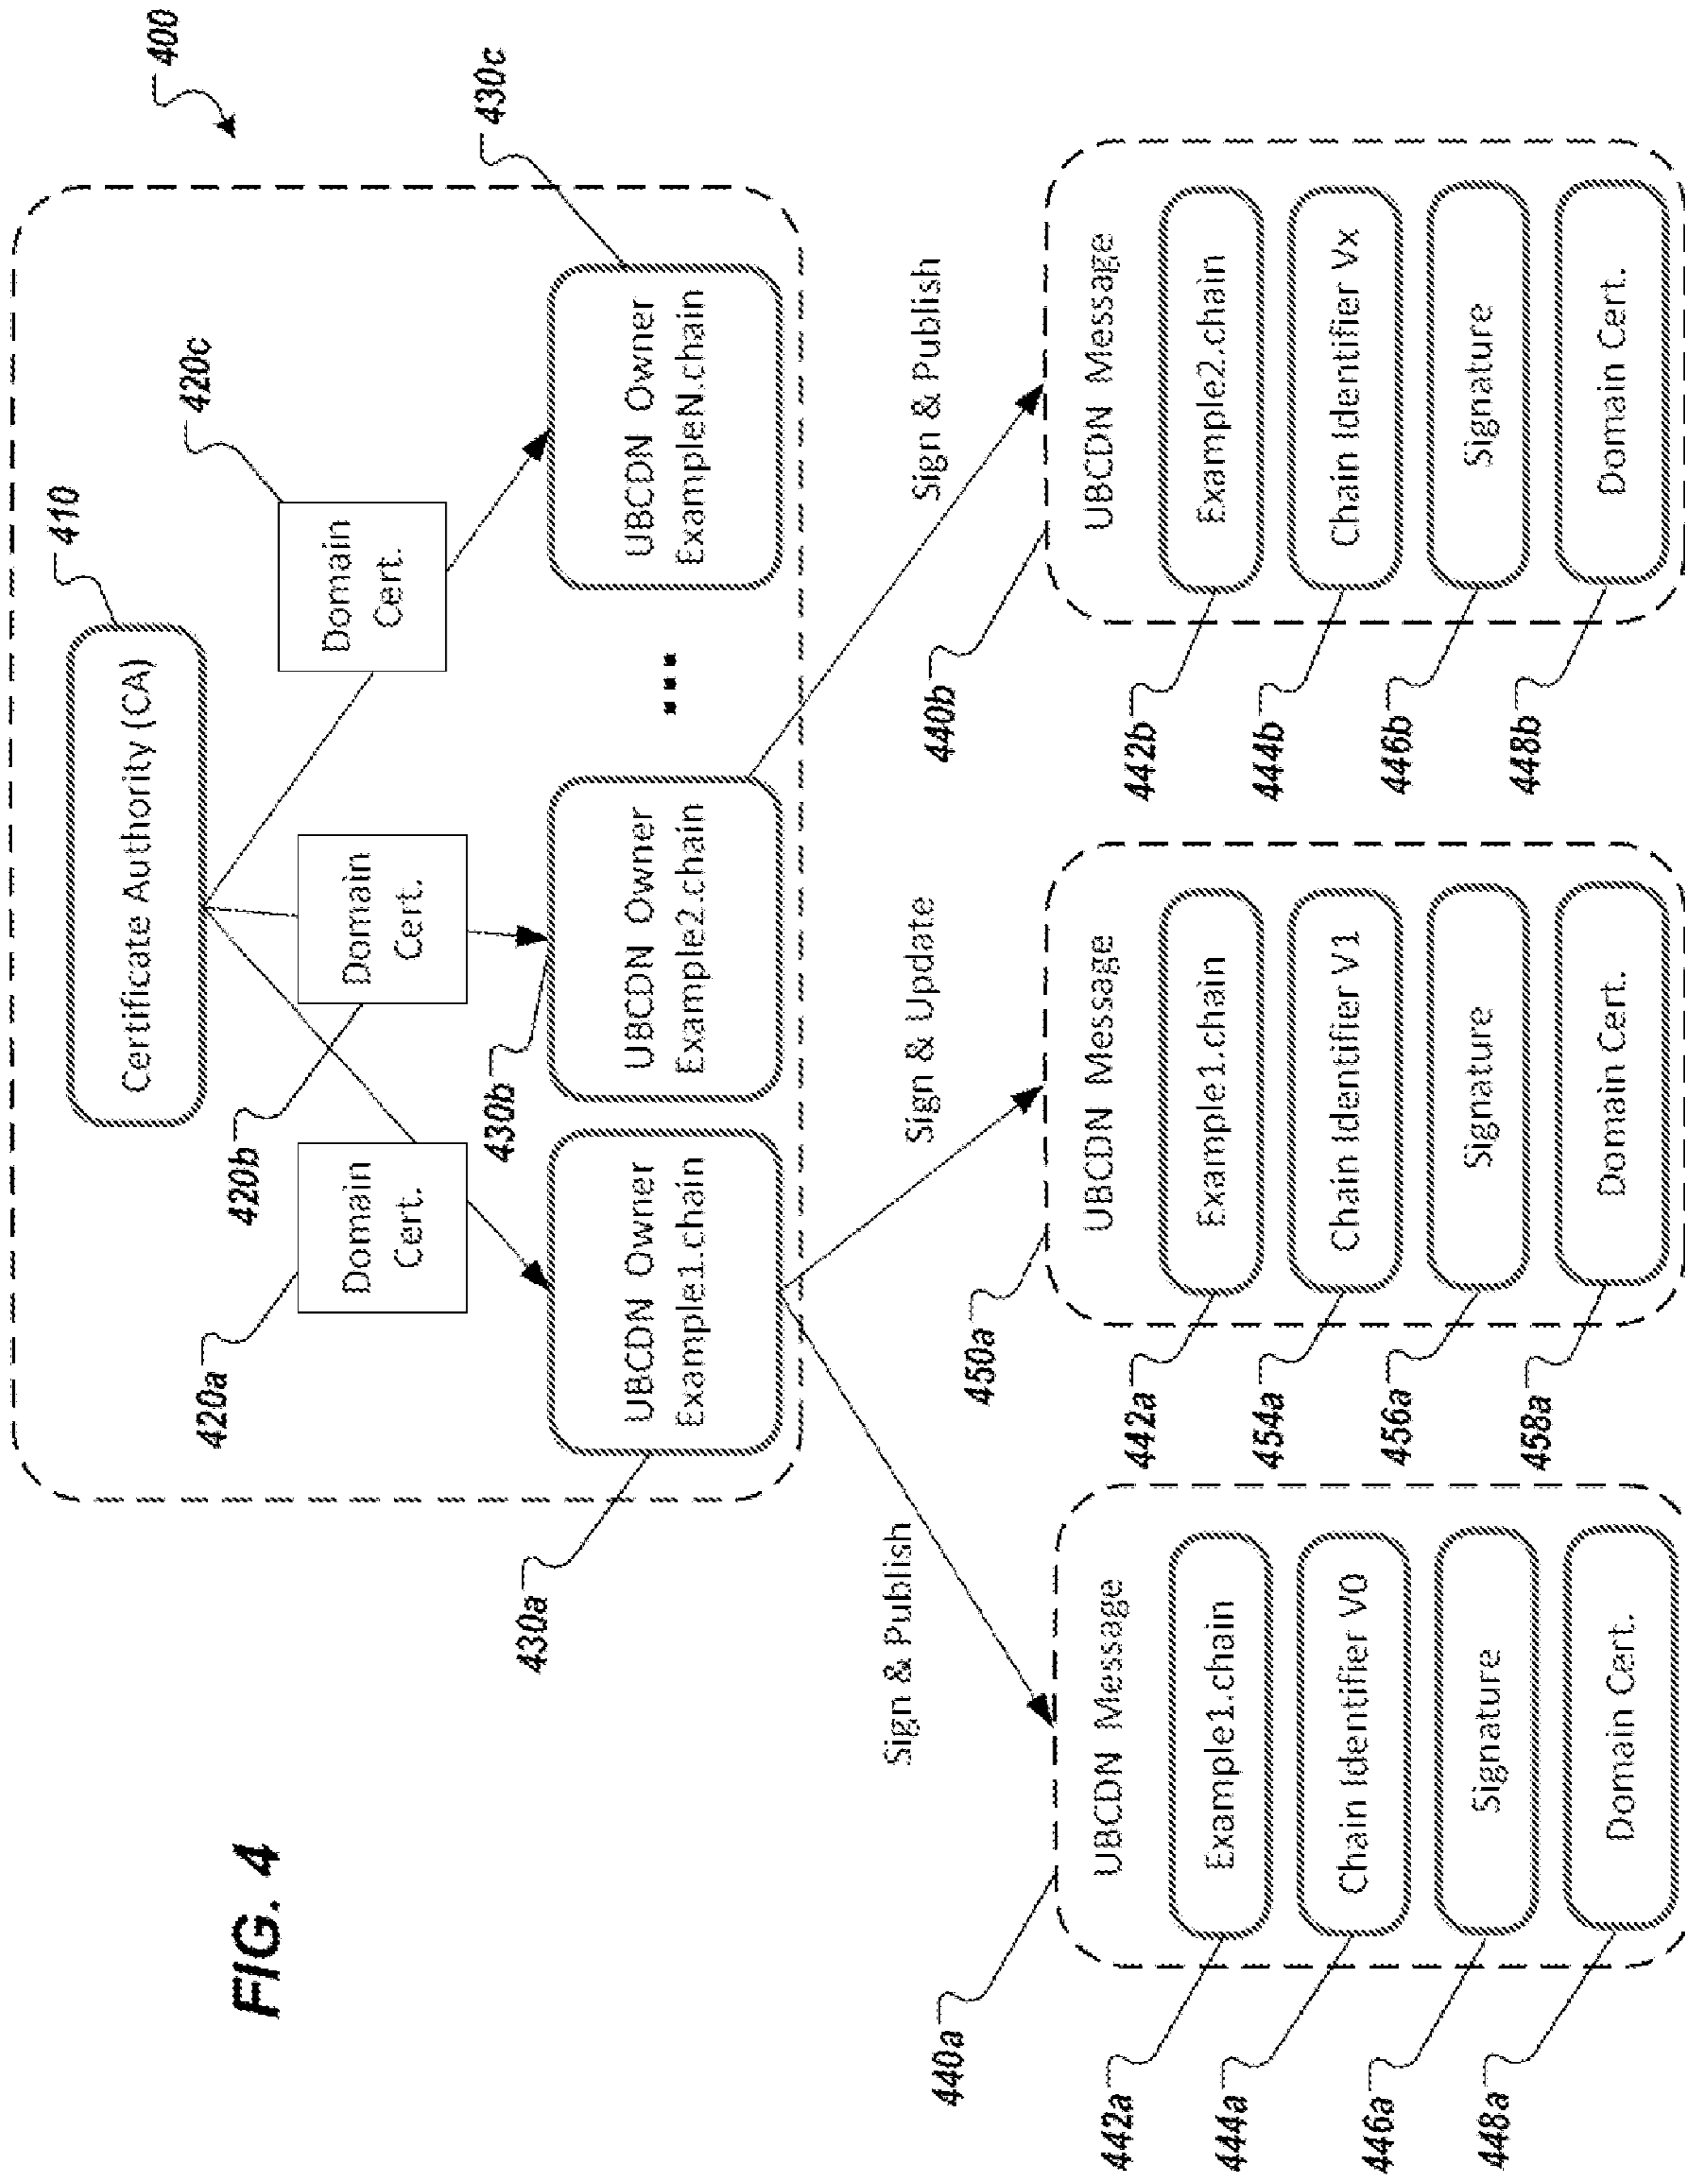 FIG. 4
400
410
Certificate Authority (CA)
420a
Domain
Cert.
420b
Domain
Cert.
420c
Domain
Cert.
430a
UBCDN Owner
Example1.chain
430b
UBCDN Owner
Example2.chain
...
430c
UBCDN Owner
ExampleN.chain
Sign & Publish
Sign & Update
Sign & Publish
440a
UBCDN Message
442a
Example1.chain
444a
Chain Identifier V0
446a
Signature
448a
Domain Cert.
450a
UBCDN Message
442a
Example1.chain
454a
Chain Identifier V1
456a
Signature
458a
Domain Cert.
440b
UBCDN Message
442b
Example2.chain
444b
Chain Identifier Vx
446b
Signature
448b
Domain Cert.